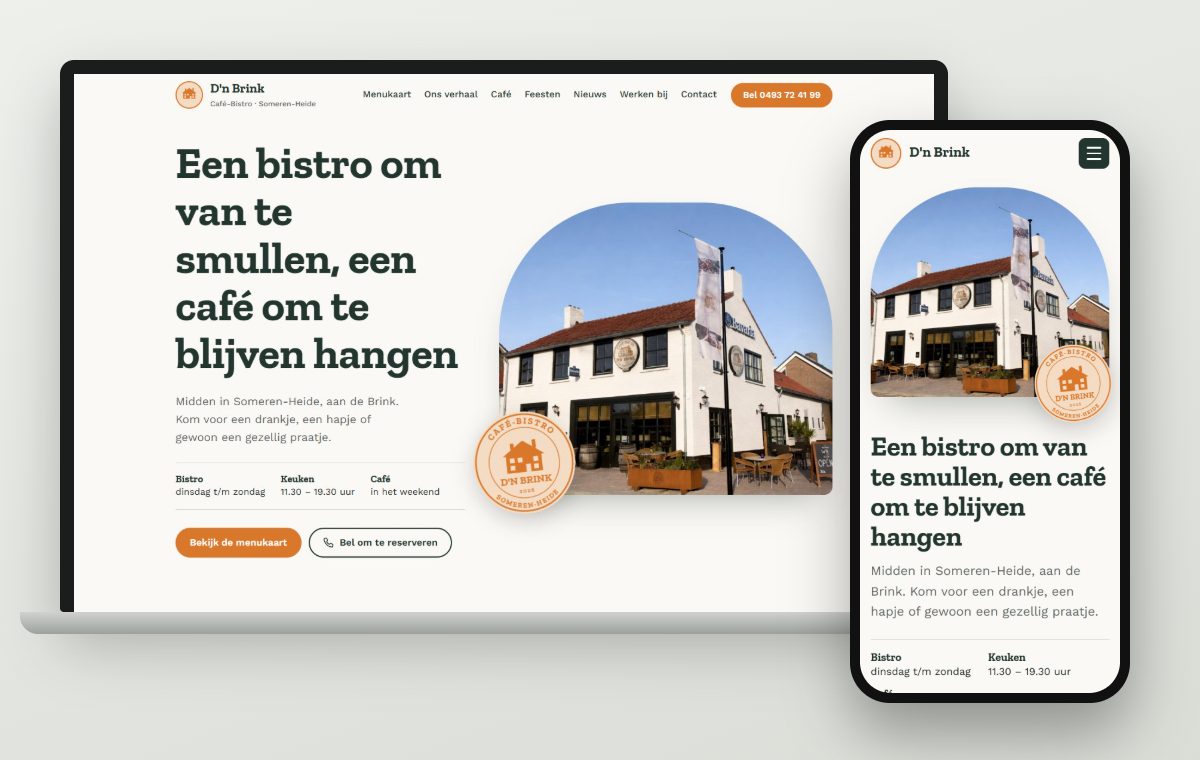 D'n Brink
Café-Bistro · Someren-Heide
Menukaart Ons verhaal Café Feesten Nieuws Werken bij Contact
Bel 0493 72 41 99
Een bistro om
van te
smullen, een
café om te
blijven hangen
Midden in Someren-Heide, aan de Brink.
Kom voor een drankje, een hapje of
gewoon een gezellig praatje.
Bistro Keuken Café
dinsdag t/m zondag 11.30 – 19.30 uur in het weekend
Bekijk de menukaart
Bel om te reserveren
CAFÉ-BISTRO
D'N BRINK
SOMEREN-HEIDE
D'n Brink
CAFÉ-BISTRO
D'N BRINK
SOMEREN-HEIDE
Een bistro om van
te smullen, een café
om te blijven
hangen
Midden in Someren-Heide, aan de
Brink. Kom voor een drankje, een
hapje of gewoon een gezellig praatje.
Bistro Keuken
dinsdag t/m zondag 11.30 – 19.30 uur